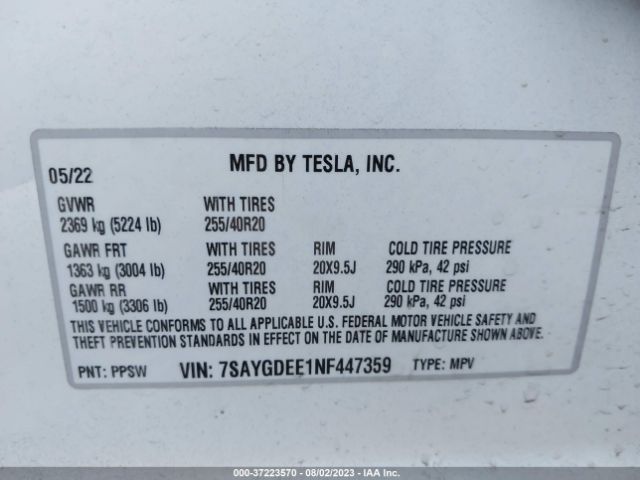 05/22 MFD BY TESLA, INC.
GVWR WITH TIRES
2369 kg (5224 lb) 255/40R20
GAWR FRT WITH TIRES RIM COLD TIRE PRESSURE
1363 kg (3004 lb) 255/40R20 20X9.5J 290 kPa, 42 psi
GAWR RR WITH TIRES RIM COLD TIRE PRESSURE
1500 kg (3306 lb) 255/40R20 20X9.5J 290 kPa, 42 psi
THIS VEHICLE CONFORMS TO ALL APPLICABLE U.S. FEDERAL MOTOR VEHICLE SAFETY AND
THEFT PREVENTION STANDARDS IN EFFECT ON THE DATE OF MANUFACTURE SHOWN ABOVE.
PNT: PPSW VIN: 7SAYGDEE1NF447359 TYPE: MPV
000-37223570 - 08/02/2023 - IAA Inc.